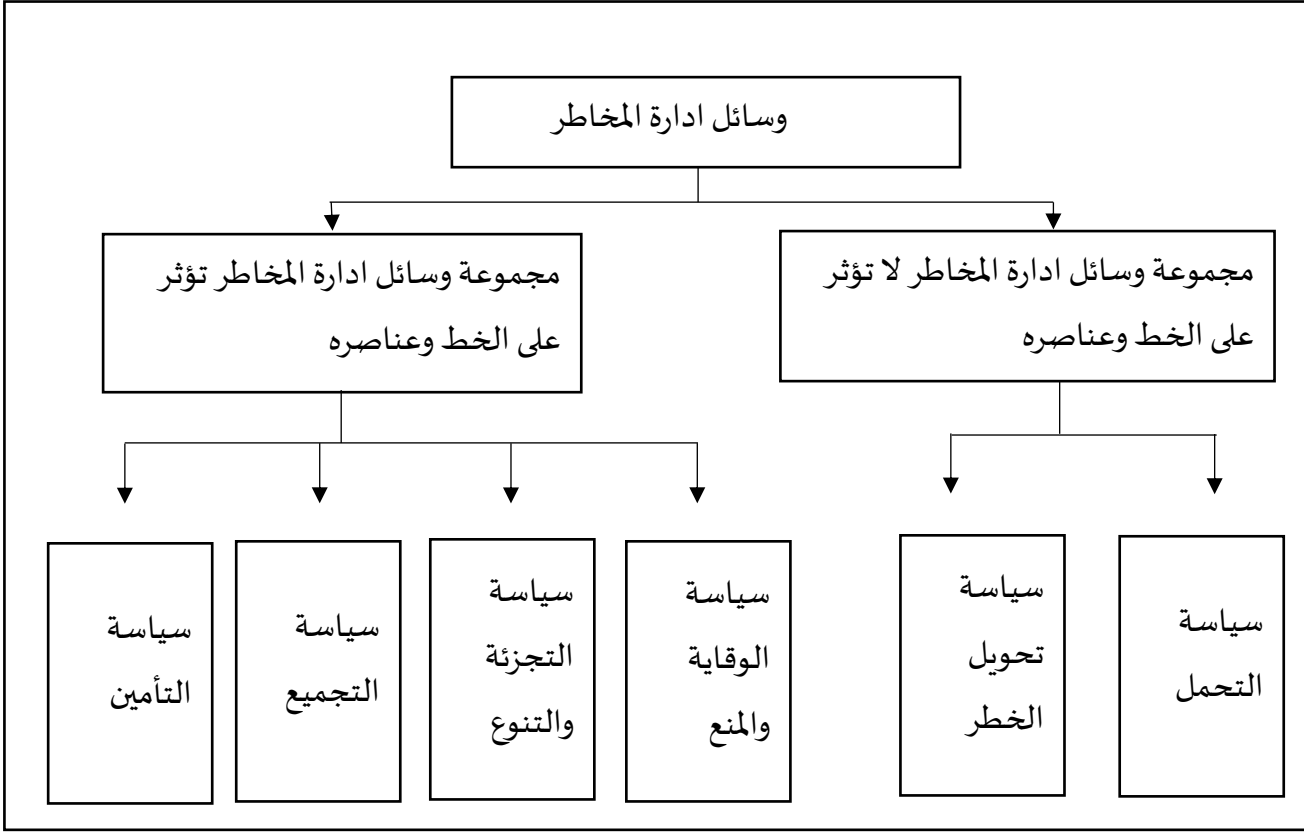 وسائل ادارة المخاطر
مجموعة وسائل ادارة المخاطر لا تؤثر
على الخط وعناصره
مجموعة وسائل ادارة المخاطر تؤثر
على الخط وعناصره
سياسة
التحمل
سياسة
تحويل
الخطر
سياسة
الوقاية
والمنع
سياسة
التجزئة
والتنوع
سياسة
التجميع
سياسة
التأمين